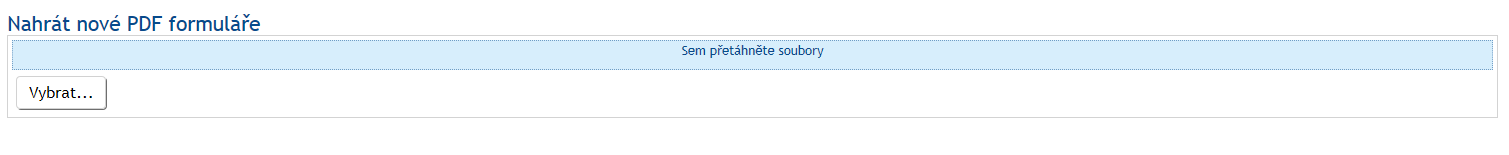 Nahrát nové PDF formuláře
Sem přetáhněte soubory
Vybrat...